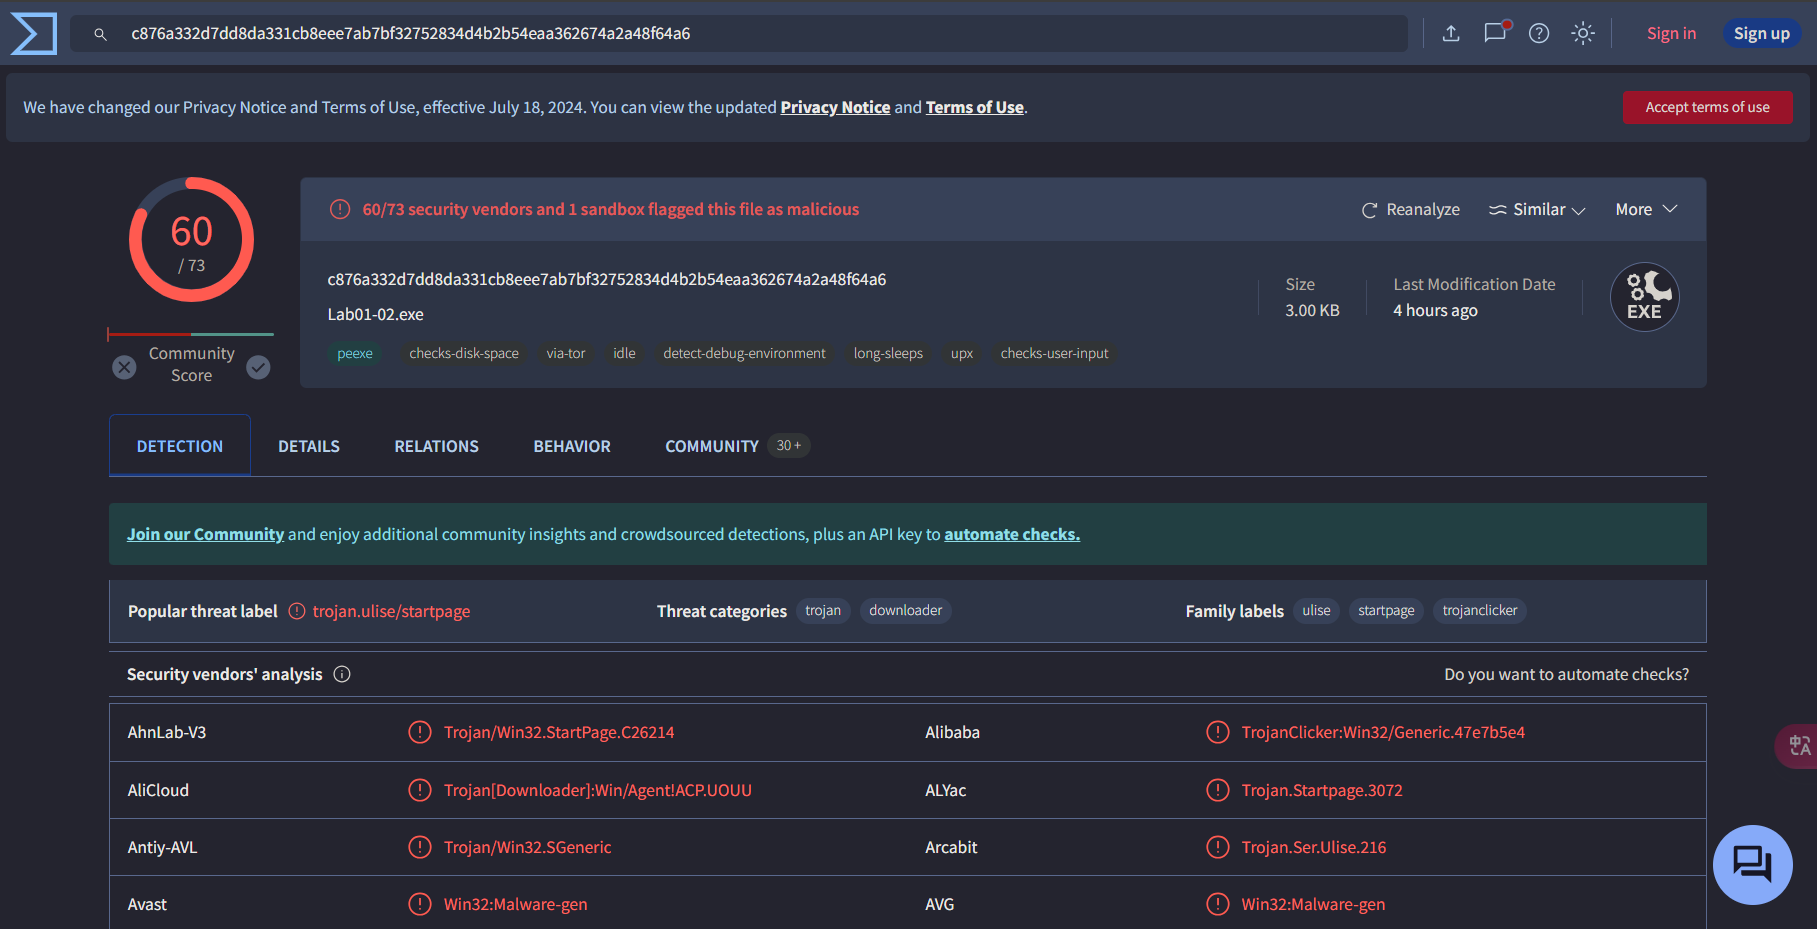 c876a332d7dd8da331cb8eee7ab7bf32752834d4b2b54eaa362674a2a48f64a6
Sign in
Sign up
We have changed our Privacy Notice and Terms of Use, effective July 18, 2024. You can view the updated Privacy Notice and Terms of Use.
Accept terms of use
60
/ 73
Community
Score
60/73 security vendors and 1 sandbox flagged this file as malicious
Reanalyze
Similar
More
c876a332d7dd8da331cb8eee7ab7bf32752834d4b2b54eaa362674a2a48f64a6
Lab01-02.exe
Size
3.00 KB
Last Modification Date
4 hours ago
EXE
peexe checks-disk-space via-tor idle detect-debug-environment long-sleeps upx checks-user-input
DETECTION DETAILS RELATIONS BEHAVIOR COMMUNITY 30+
Join our Community and enjoy additional community insights and crowdsourced detections, plus an API key to automate checks.
Popular threat label trojan.ulise/startpage Threat categories trojan downloader Family labels ulise startpage trojanclicker
Security vendors' analysis Do you want to automate checks?
AhnLab-V3 Trojan/Win32.StartPage.C26214 Alibaba TrojanClicker:Win32/Generic.47e7b5e4
AliCloud Trojan[Downloader]:Win/Agent!ACP.UOUU ALYac Trojan.Startpage.3072
Antiy-AVL Trojan/Win32.SGeneric Arcabit Trojan.Ser.Ulise.216
Avast Win32:Malware-gen AVG Win32:Malware-gen
中A